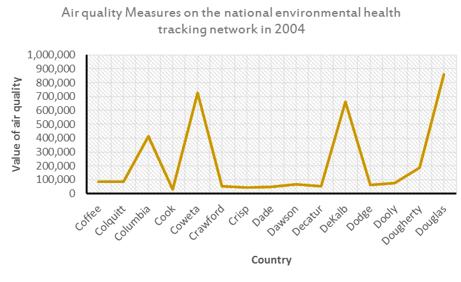 Air quality Measures on the national environmental health
tracking network in 2004
Value of air quality
1,000,000
900,000
800,000
700,000
600,000
500,000
400,000
300,000
200,000
100,000
0
Coffee
Colquitt
Columbia
Cook
Coweta
Crawford
Crisp
Dade
Dawson
Decatur
DeKalb
Dodge
Dooly
Dougherty
Douglas
Country